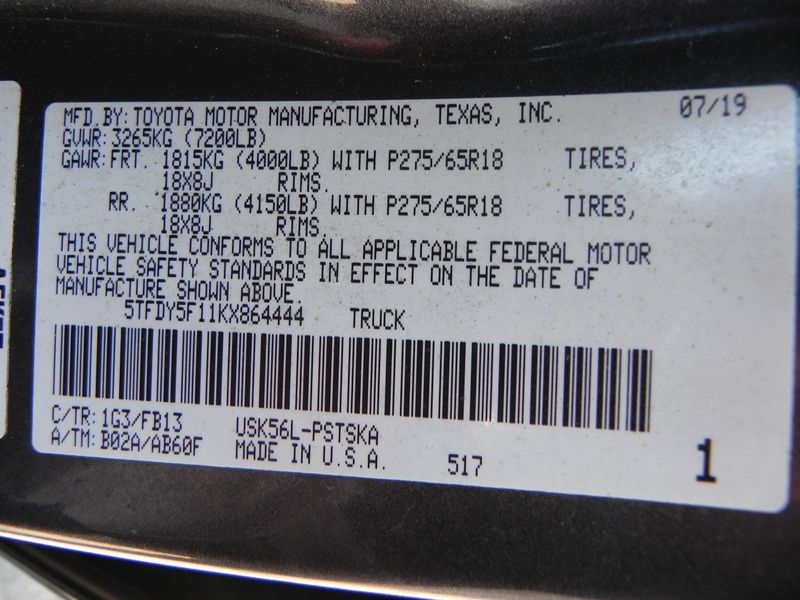 MFD.BY: TOYOTA MOTOR MANUFACTURING, TEXAS, INC. 07/19
GVWR: 3265KG (7200LB)
GAWR: FRT. 1815KG (4000LB) WITH P275/65R18 TIRES,
18X8J RIMS.
RR. 1880KG (4150LB) WITH P275/65R18 TIRES,
18X8J RIMS.
THIS VEHICLE CONFORMS TO ALL APPLICABLE FEDERAL MOTOR
VEHICLE SAFETY STANDARDS IN EFFECT ON THE DATE OF
MANUFACTURE SHOWN ABOVE.
5TFDY5F11KX864444 TRUCK
C/TR: 1G3/FB13 USK56L-PSTSKA
A/TM: B02A/AB60F MADE IN U.S.A. 517 1